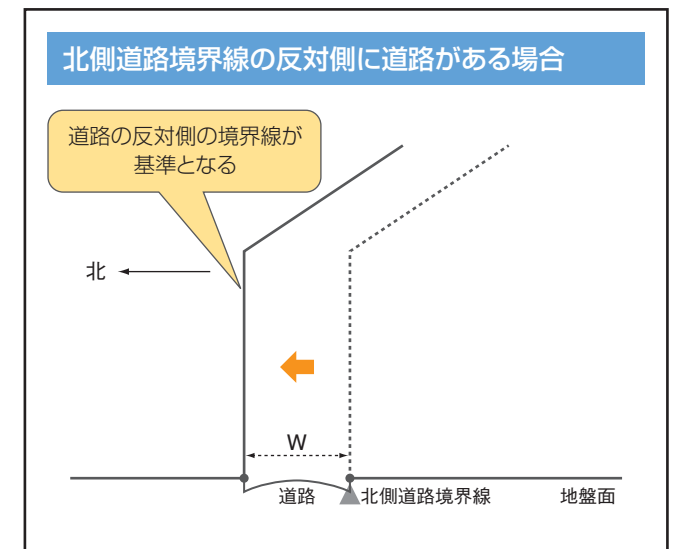 北側道路境界線の反対側に道路がある場合
道路の反対側の境界線が
基準となる
北
W
道路
北側道路境界線
地盤面